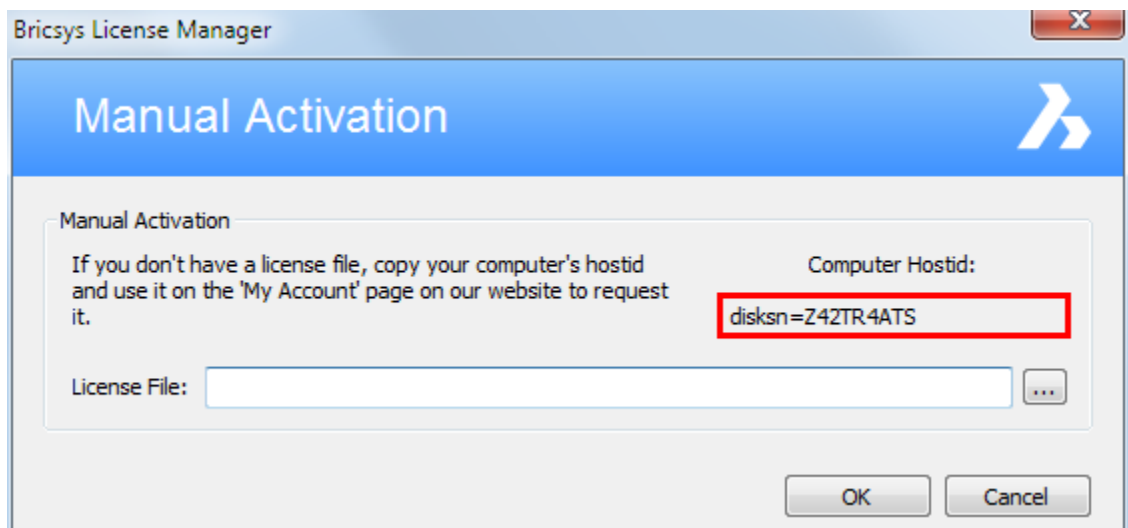 Bricsys License Manager
Manual Activation
Manual Activation
If you don't have a license file, copy your computer's hostid
and use it on the 'My Account' page on our website to request
it.
Computer Hostid:
disksn=Z42TR4ATS
License File:
...
OK
Cancel